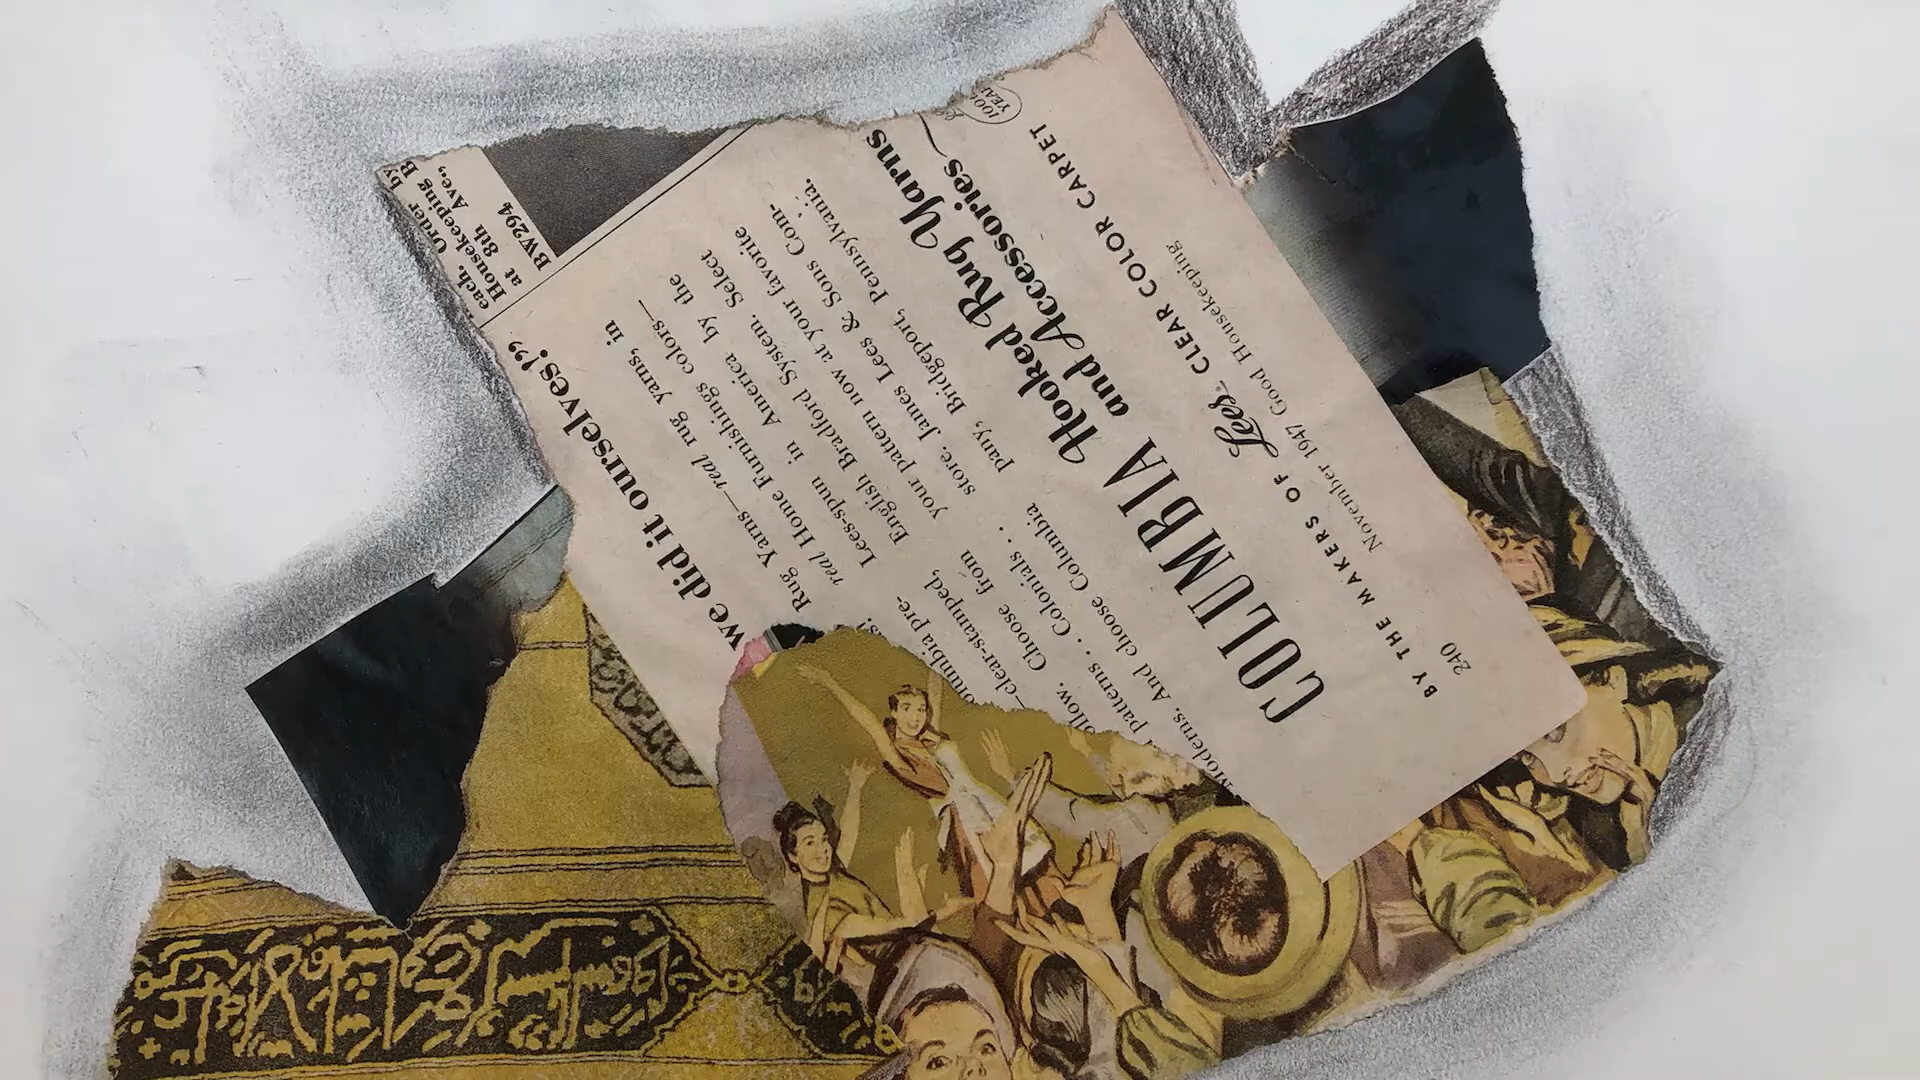 each. Order by
Housekeeping B
at 8th Ave.,
BW294
we did it ourselves!”
Rug Yarns—real rug yarns, in
real Home Furnishings colors—
Lees-spun in America by the
English Bradford System. Select
your pattern now at your favorite
store. James Lees & Sons Com-
pany, Bridgeport, Pennsylvania.
pre-
—clear-stamped,
Choose from
patterns . . Colonials . .
Moderns. And choose Columbia
COLUMBIA Hooked Rug Yarns
and Accessories
BY THE MAKERS OF Lees CLEAR COLOR CARPET
240
November 1947 Good Housekeeping